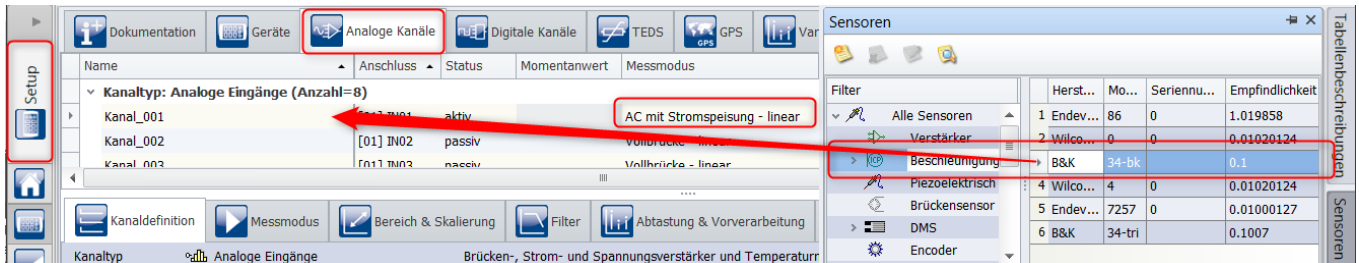 Setup
Dokumentation Geräte Analoge Kanäle Digitale Kanäle TEDS GPS GPS Var
Name Anschluss Status Momentanwert Messmodus
Kanaltyp: Analoge Eingänge (Anzahl=8)
Kanal_001 [01] IN01 aktiv AC mit Stromspeisung - linear
Kanal_002 [01] IN02 passiv Vollbrücke - linear
Kanal_003 [01] IN03 passiv Vollbrücke - linear
Kanaldefinition Messmodus Bereich & Skalierung Filter Abtastung & Vorverarbeitung
Kanaltyp Analoge Eingänge Brücken-, Strom- und Spannungsverstärker und Temperaturm
Sensoren
Filter
Alle Sensoren
Verstärker
ICP Beschleunigung
Piezoelektrisch
Brückensensor
DMS
Encoder
Herst... Mo... Seriennu... Empfindlichkeit
1 Endev... 86 0 1.019858
2 Wilco... 0 0 0.01020124
B&K 34-bk 0.1
4 Wilco... 4 0 0.01020124
5 Endev... 7257 0 0.01000127
6 B&K 34-tri 0.1007
Tabellenbeschreibungen
Sensoren